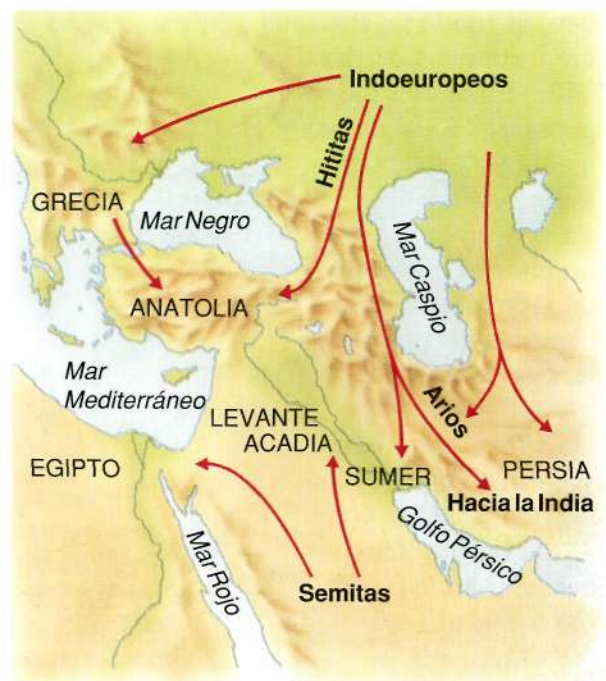 Indoeuropeos
Hititas
GRECIA
Mar Negro
Mar Caspio
ANATOLIA
Mar
Mediterráneo
Arios
LEVANTE
ACADIA
EGIPTO
SUMER
PERSIA
Hacia la India
Golfo Pérsico
Mar Rojo
Semitas